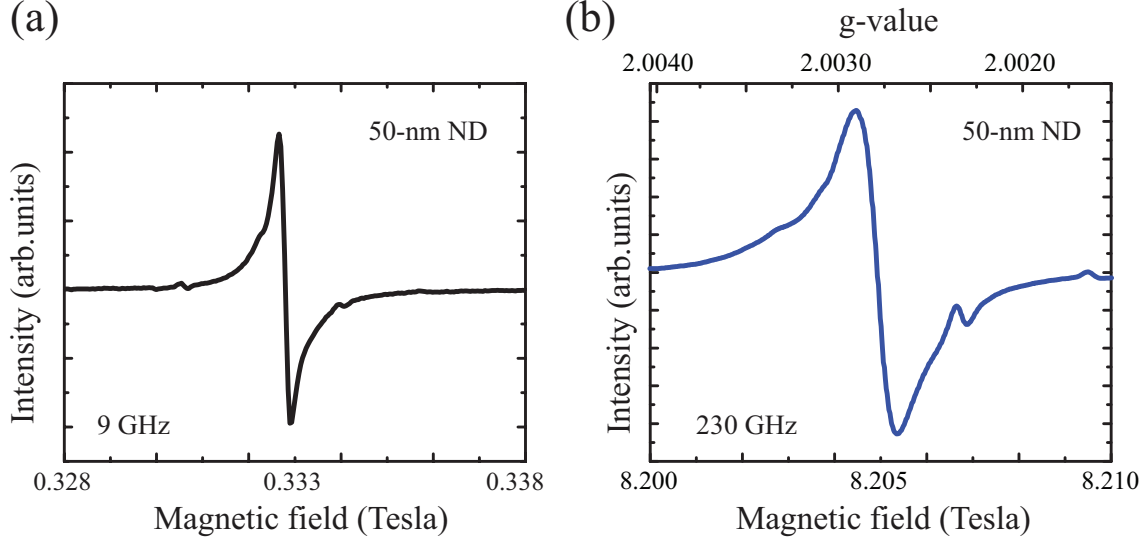 (a)
50-nm ND
Intensity (arb.units)
9 GHz
0.328
0.333
0.338
Magnetic field (Tesla)
(b)
g-value
2.0040
2.0030
2.0020
50-nm ND
Intensity (arb.units)
230 GHz
8.200
8.205
8.210
Magnetic field (Tesla)